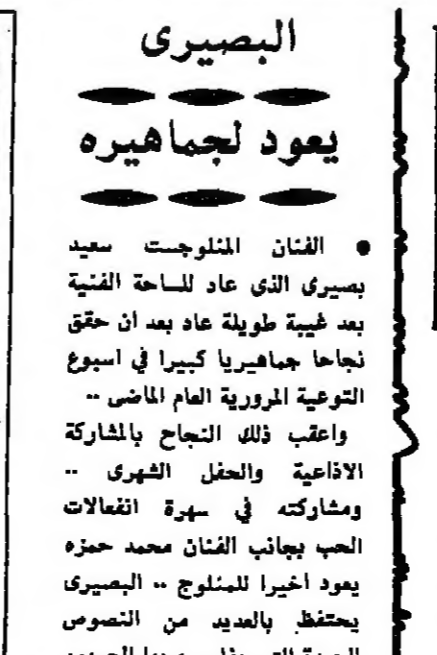 البصيرى
يعود لجماهيره
● الفنان المنلوجست سعيد
بصيرى الذى عاد للساحة الفنية
بعد غيبة طويلة عاد بعد ان حقق
نجاحا جماهيريا كبيرا في اسبوع
التوعية المرورية العام الماضى ..
واعقب ذلك النجاح بالمشاركة
الاذاعية والحفل الشهرى ..
ومشاركته في سهرة انفعالات
الحب بجانب الفنان محمد حمزه
يعود اخيرا للمنلوج .. البصيرى
يحتفظ بالعديد من النصوص